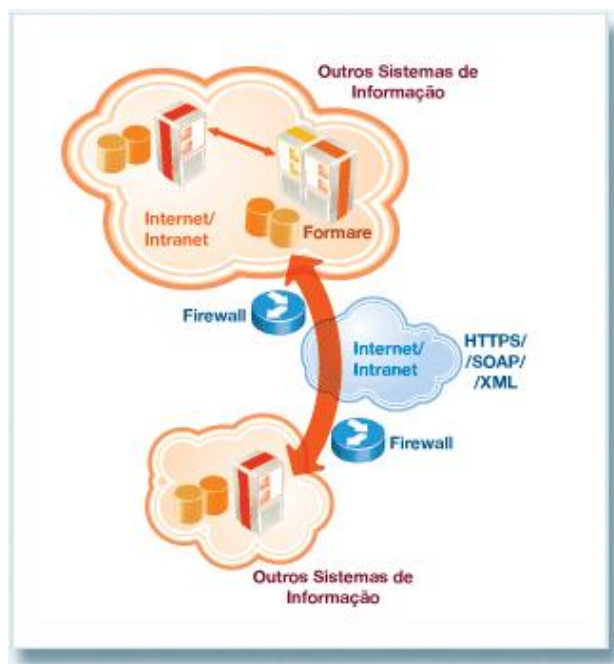 Outros Sistemas de
Informação
Internet/
Intranet
Formare
Firewall
Internet/
Intranet
HTTPS/
/SOAP/
/XML
Firewall
Outros Sistemas de
Informação